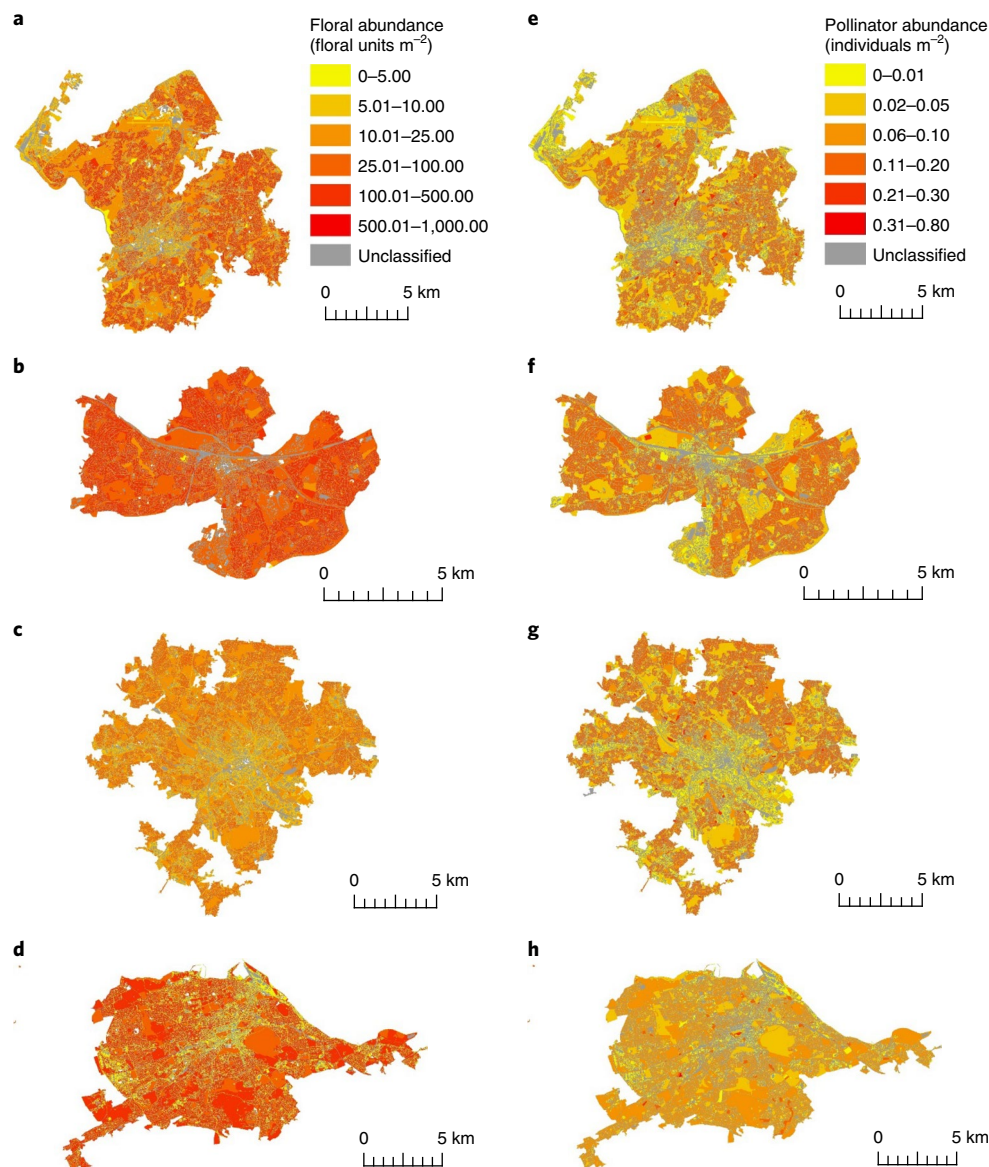 a
Floral abundance
(floral units m⁻²)
0–5.00
5.01–10.00
10.01–25.00
25.01–100.00
100.01–500.00
500.01–1,000.00
Unclassified
0 5 km
e
Pollinator abundance
(individuals m⁻²)
0–0.01
0.02–0.05
0.06–0.10
0.11–0.20
0.21–0.30
0.31–0.80
Unclassified
0 5 km
b
0 5 km
f
0 5 km
c
0 5 km
g
0 5 km
d
0 5 km
h
0 5 km